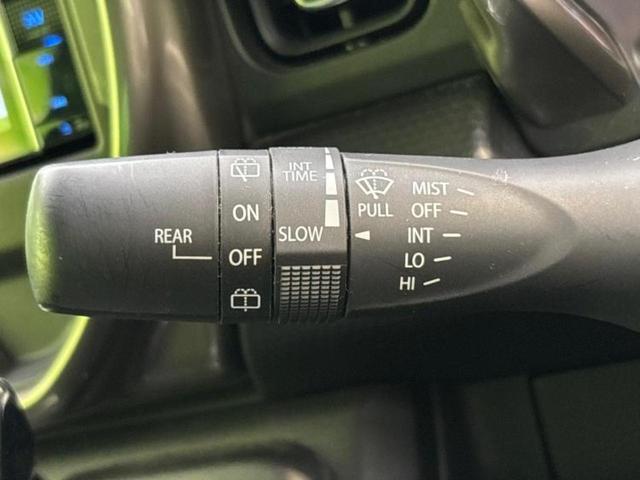 INT
TIME
SLOW
REAR
ON
OFF
PULL
MIST
OFF
INT
LO
HI